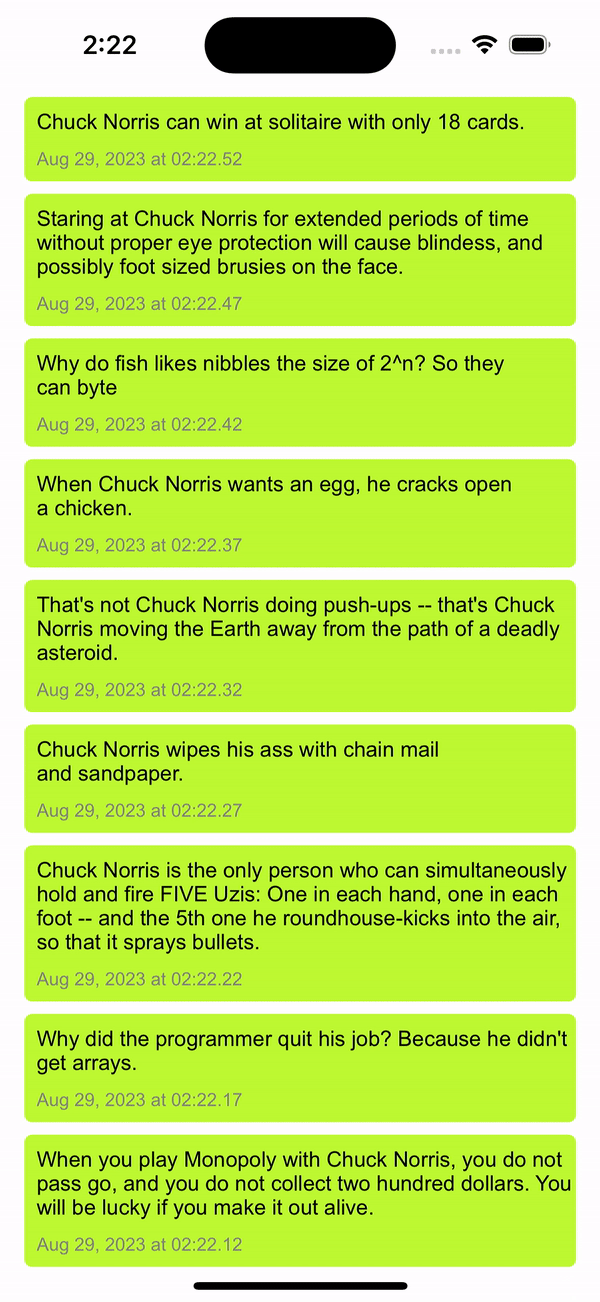 2:22
Chuck Norris can win at solitaire with only 18 cards.
Aug 29, 2023 at 02:22.52
Staring at Chuck Norris for extended periods of time
without proper eye protection will cause blindess, and
possibly foot sized brusies on the face.
Aug 29, 2023 at 02:22.47
Why do fish likes nibbles the size of 2^n? So they
can byte
Aug 29, 2023 at 02:22.42
When Chuck Norris wants an egg, he cracks open
a chicken.
Aug 29, 2023 at 02:22.37
That's not Chuck Norris doing push-ups -- that's Chuck
Norris moving the Earth away from the path of a deadly
asteroid.
Aug 29, 2023 at 02:22.32
Chuck Norris wipes his ass with chain mail
and sandpaper.
Aug 29, 2023 at 02:22.27
Chuck Norris is the only person who can simultaneously
hold and fire FIVE Uzis: One in each hand, one in each
foot -- and the 5th one he roundhouse-kicks into the air,
so that it sprays bullets.
Aug 29, 2023 at 02:22.22
Why did the programmer quit his job? Because he didn't
get arrays.
Aug 29, 2023 at 02:22.17
When you play Monopoly with Chuck Norris, you do not
pass go, and you do not collect two hundred dollars. You
will be lucky if you make it out alive.
Aug 29, 2023 at 02:22.12